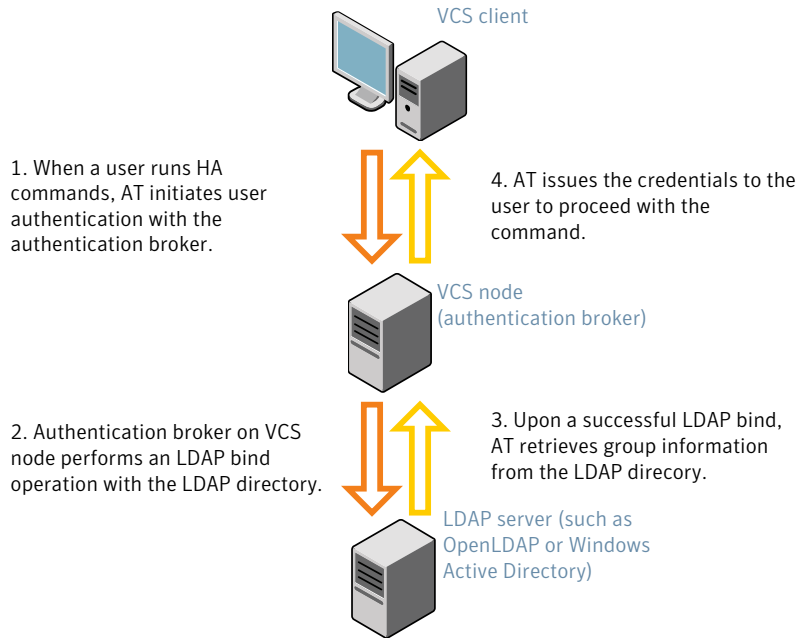 VCS client
1. When a user runs HA
commands, AT initiates user
authentication with the
authentication broker.
4. AT issues the credentials to the
user to proceed with the
command.
VCS node
(authentication broker)
2. Authentication broker on VCS
node performs an LDAP bind
operation with the LDAP directory.
3. Upon a successful LDAP bind,
AT retrieves group information
from the LDAP direcory.
LDAP server (such as
OpenLDAP or Windows
Active Directory)